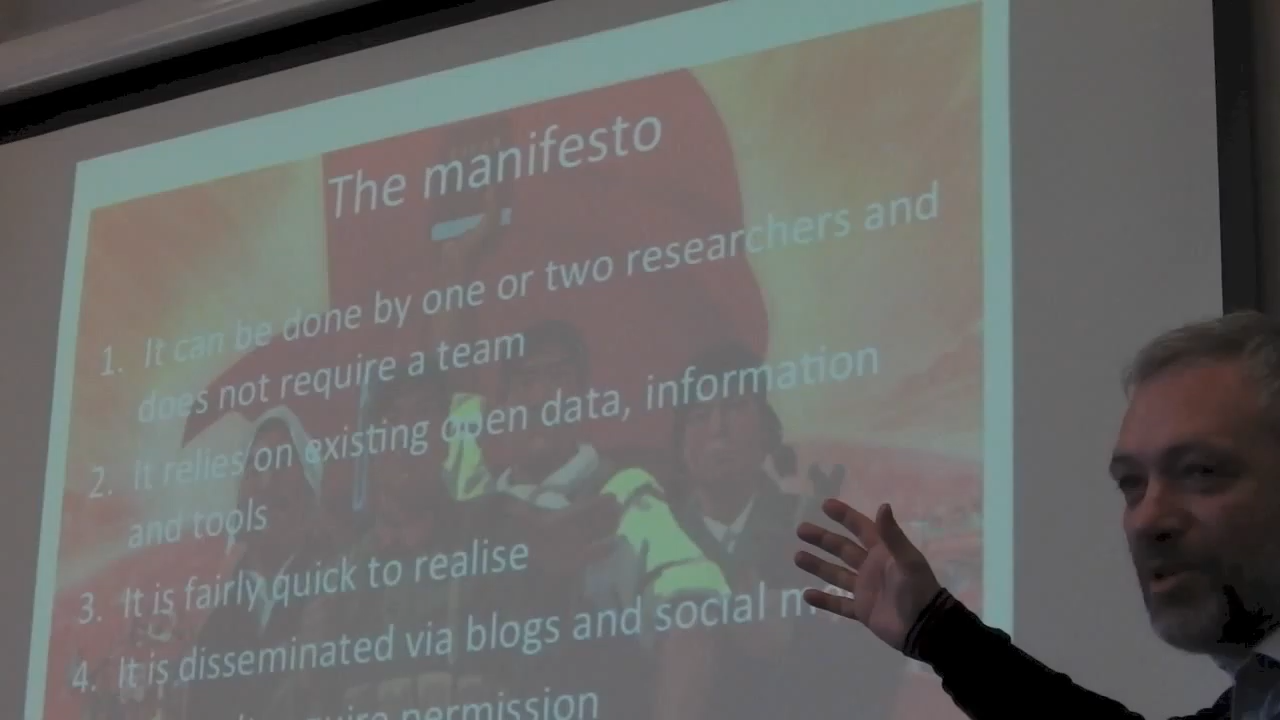 The manifesto
1. It can be done by one or two researchers and
does not require a team
2. It relies on existing open data, information
and tools
3. It is fairly quick to realise
4. It is disseminated via blogs and social
permission